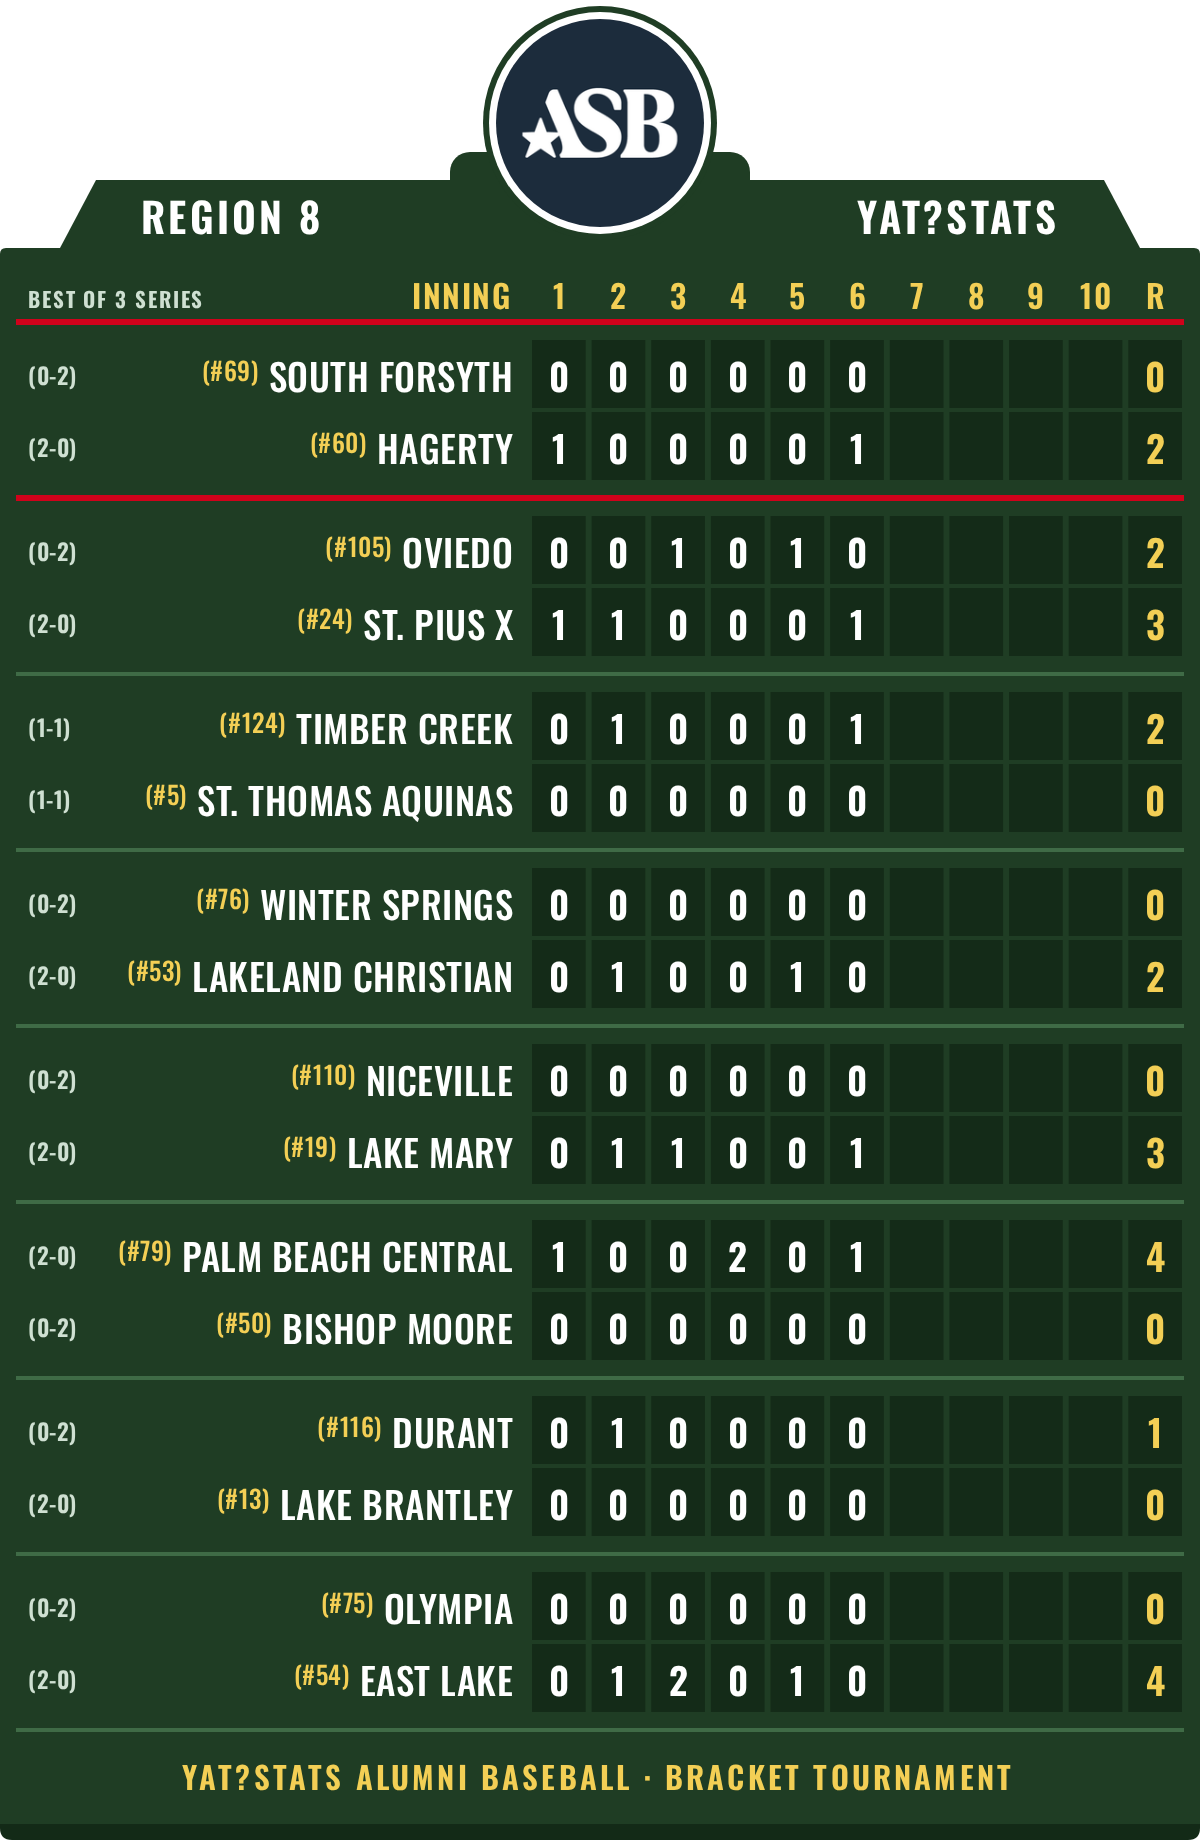 ASB
REGION 8 YAT?STATS
BEST OF 3 SERIES INNING 1 2 3 4 5 6 7 8 9 10 R
(0-2) (#69) SOUTH FORSYTH 0 0 0 0 0 0 0
(2-0) (#60) HAGERTY 1 0 0 0 0 1 2
(0-2) (#105) OVIEDO 0 0 1 0 1 0 2
(2-0) (#24) ST. PIUS X 1 1 0 0 0 1 3
(1-1) (#124) TIMBER CREEK 0 1 0 0 0 1 2
(1-1) (#5) ST. THOMAS AQUINAS 0 0 0 0 0 0 0
(0-2) (#76) WINTER SPRINGS 0 0 0 0 0 0 0
(2-0) (#53) LAKELAND CHRISTIAN 0 1 0 0 1 0 2
(0-2) (#110) NICEVILLE 0 0 0 0 0 0 0
(2-0) (#19) LAKE MARY 0 1 1 0 0 1 3
(2-0) (#79) PALM BEACH CENTRAL 1 0 0 2 0 1 4
(0-2) (#50) BISHOP MOORE 0 0 0 0 0 0 0
(0-2) (#116) DURANT 0 1 0 0 0 0 1
(2-0) (#13) LAKE BRANTLEY 0 0 0 0 0 0 0
(0-2) (#75) OLYMPIA 0 0 0 0 0 0 0
(2-0) (#54) EAST LAKE 0 1 2 0 1 0 4
YAT?STATS ALUMNI BASEBALL · BRACKET TOURNAMENT